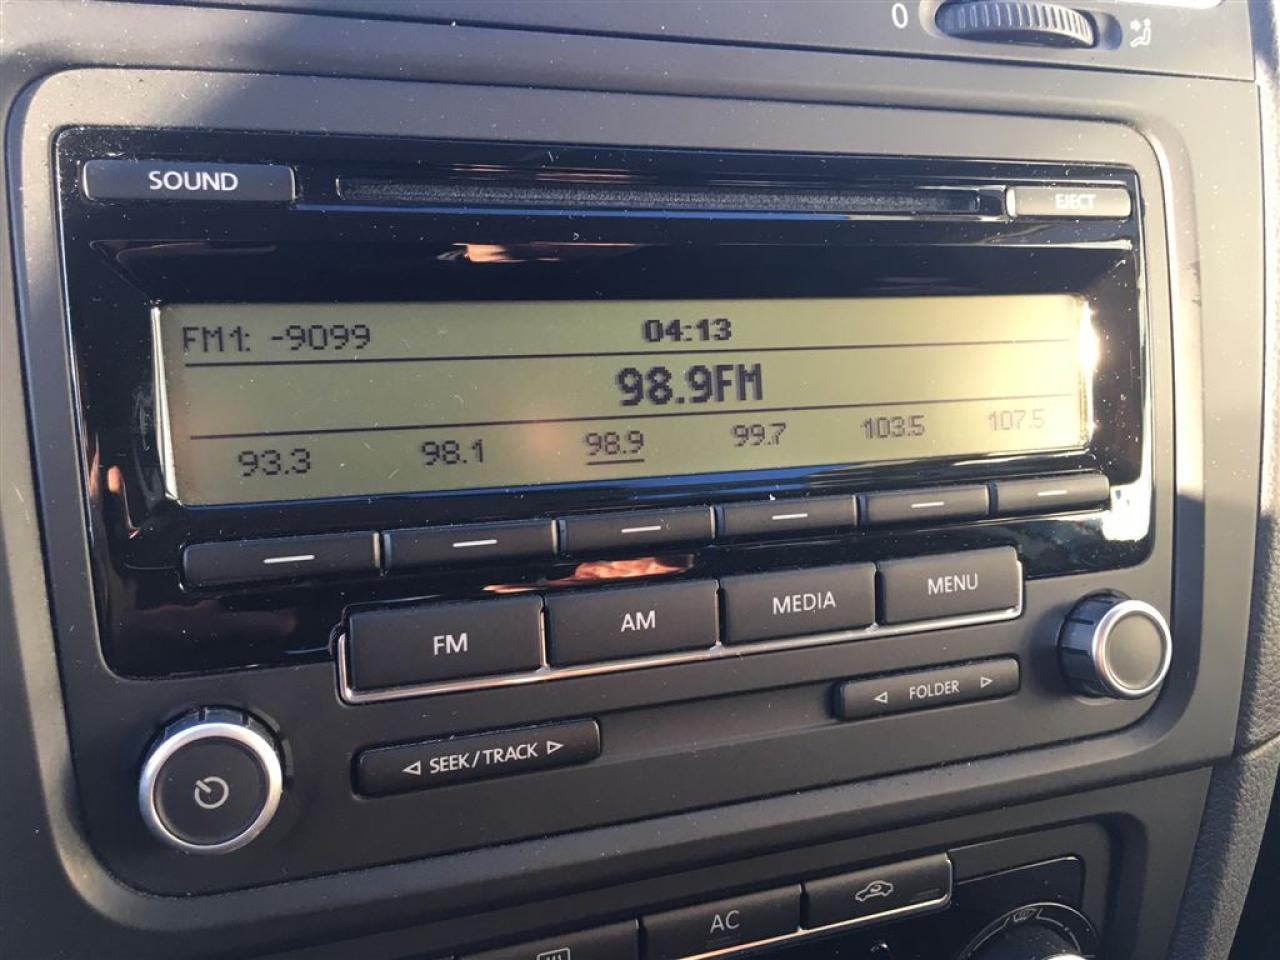 0
SOUND
EJECT
FM1: -9099 04:13
98.9FM
93.3 98.1 98.9 99.7 103.5 107.5
FM AM MEDIA MENU
SEEK/TRACK FOLDER
AC